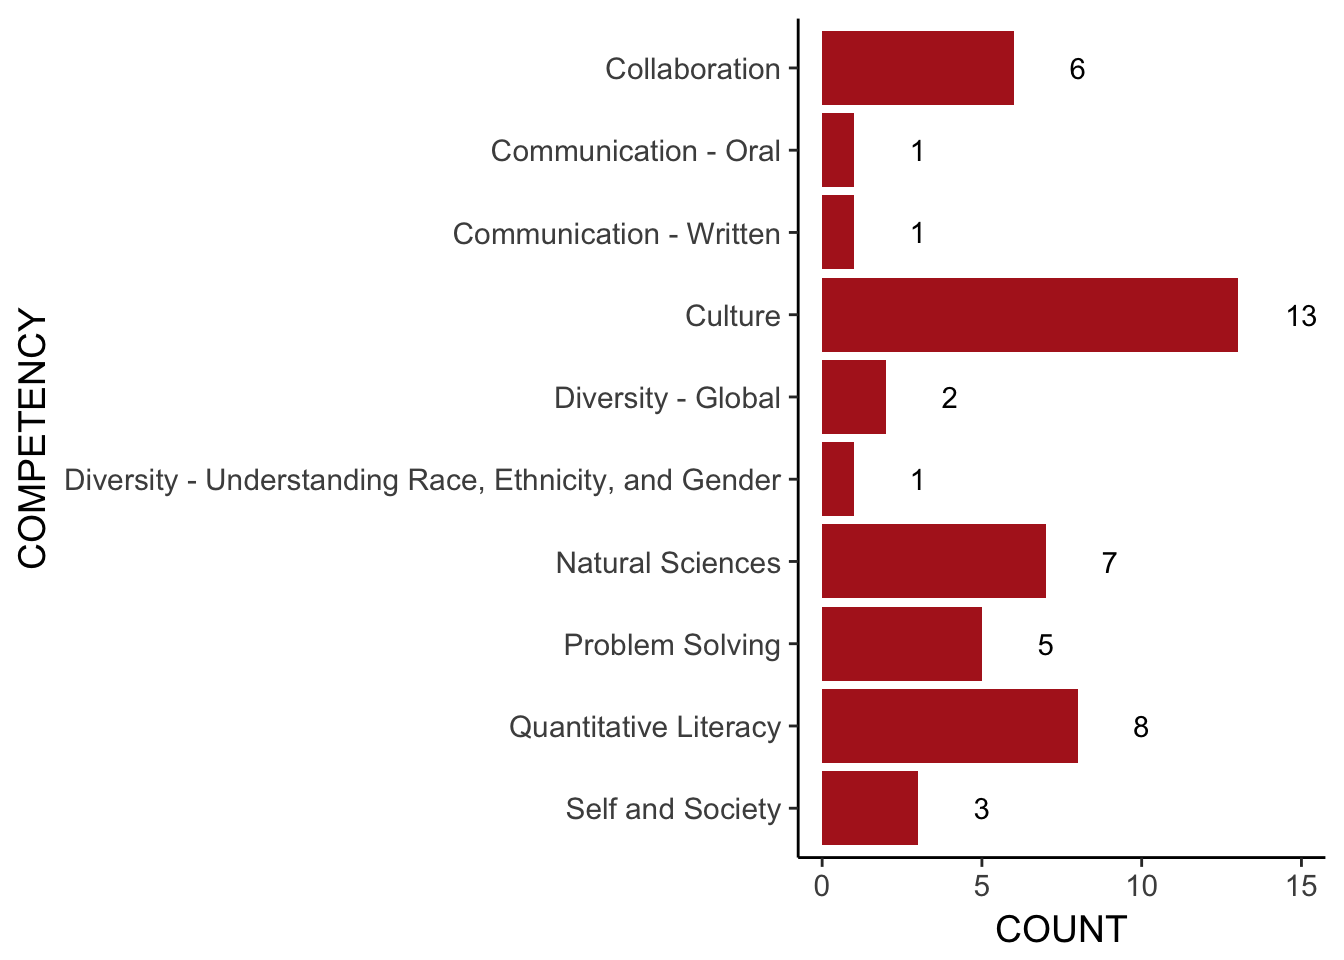 COMPETENCY
Collaboration 6
Communication - Oral 1
Communication - Written 1
Culture 13
Diversity - Global 2
Diversity - Understanding Race, Ethnicity, and Gender 1
Natural Sciences 7
Problem Solving 5
Quantitative Literacy 8
Self and Society 3
0 5 10 15
COUNT